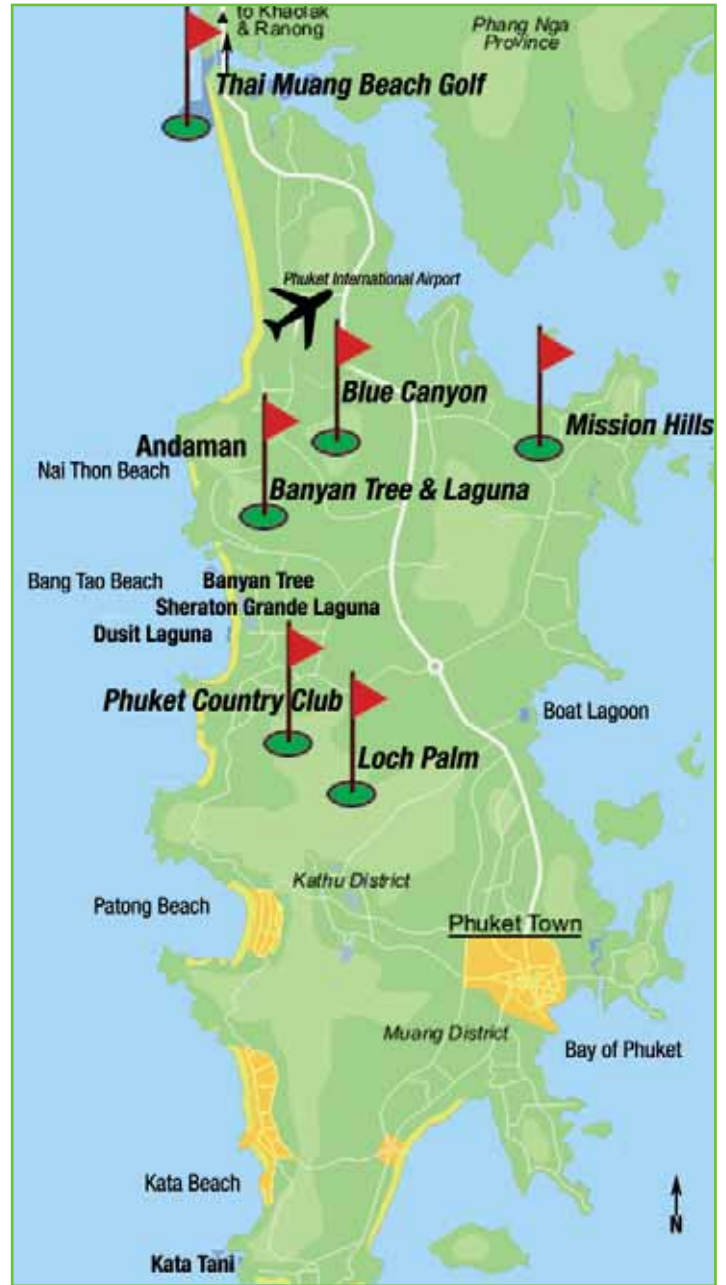 to Khaolak
& Ranong
Phang Nga
Province
Thai Muang Beach Golf
Phuket International Airport
Blue Canyon
Mission Hills
Andaman
Nai Thon Beach
Banyan Tree & Laguna
Bang Tao Beach
Banyan Tree
Sheraton Grande Laguna
Dusit Laguna
Phuket Country Club
Boat Lagoon
Loch Palm
Kathu District
Patong Beach
Phuket Town
Muang District
Bay of Phuket
Kata Beach
N
Kata Tani